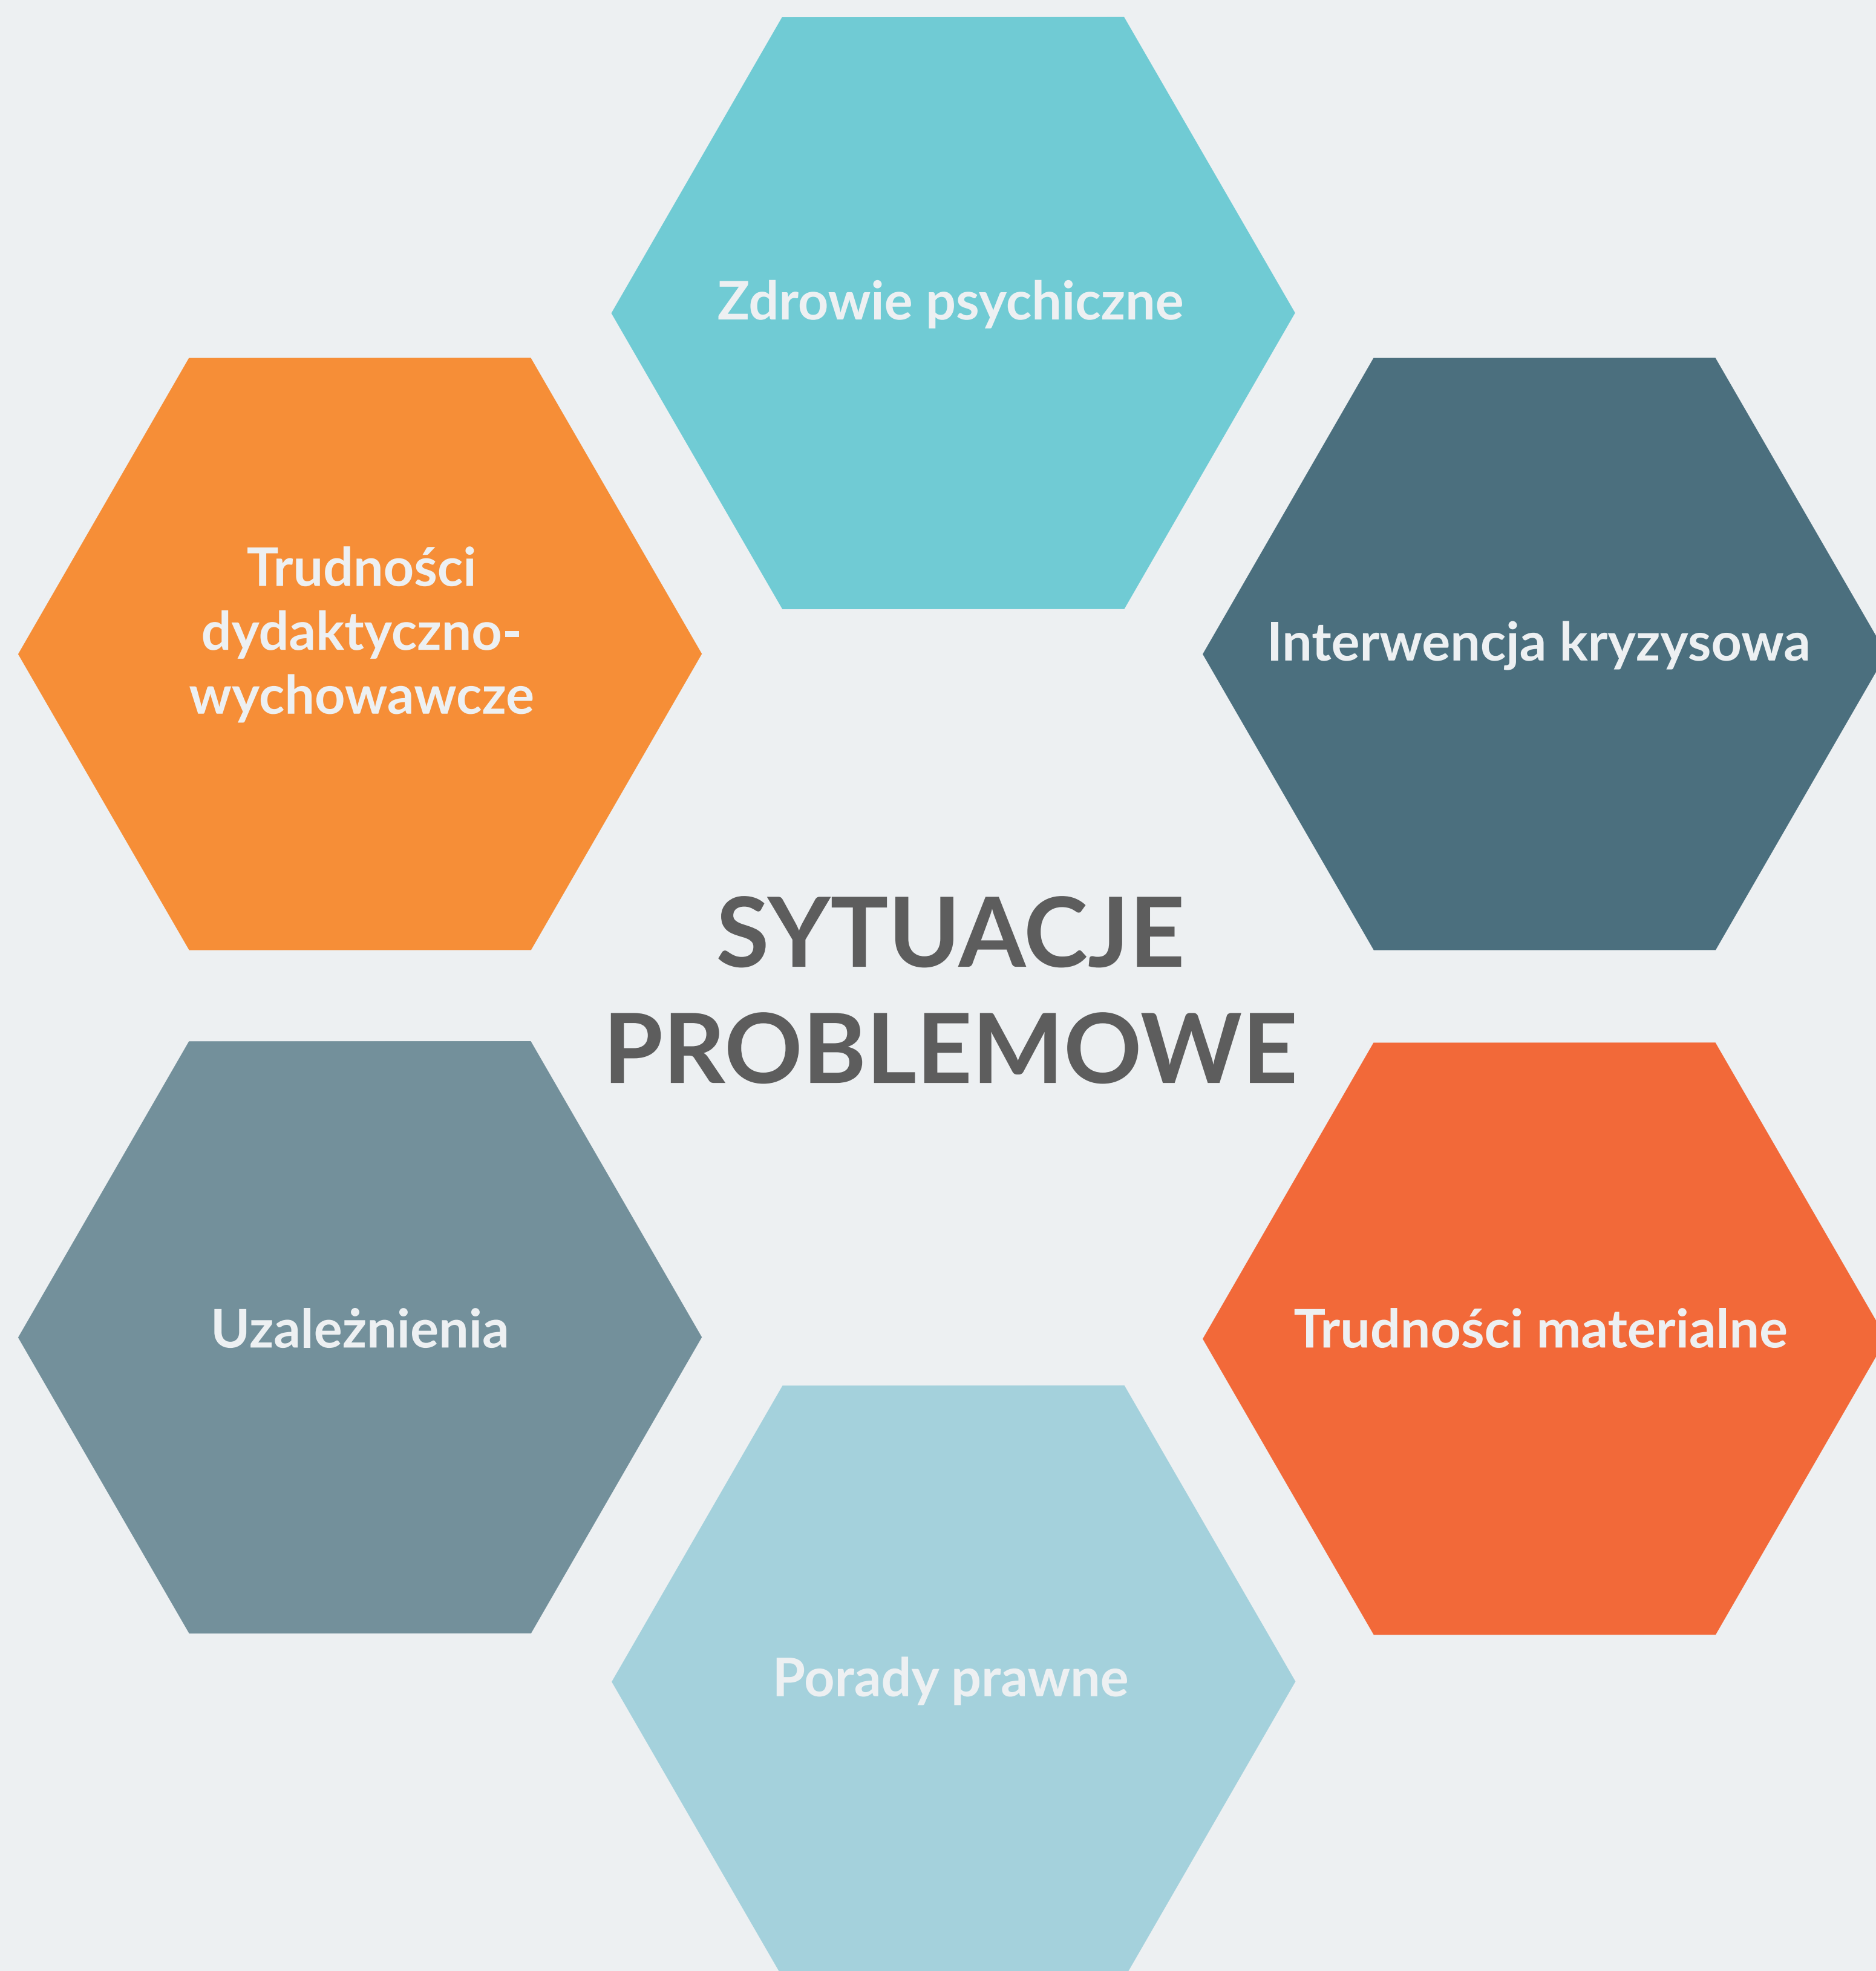 Zdrowie psychiczne
Trudności
dydaktyczno-
wychowawcze
Interwencja kryzysowa
SYTUACJE
PROBLEMOWE
Uzależnienia
Trudności materialne
Porady prawne